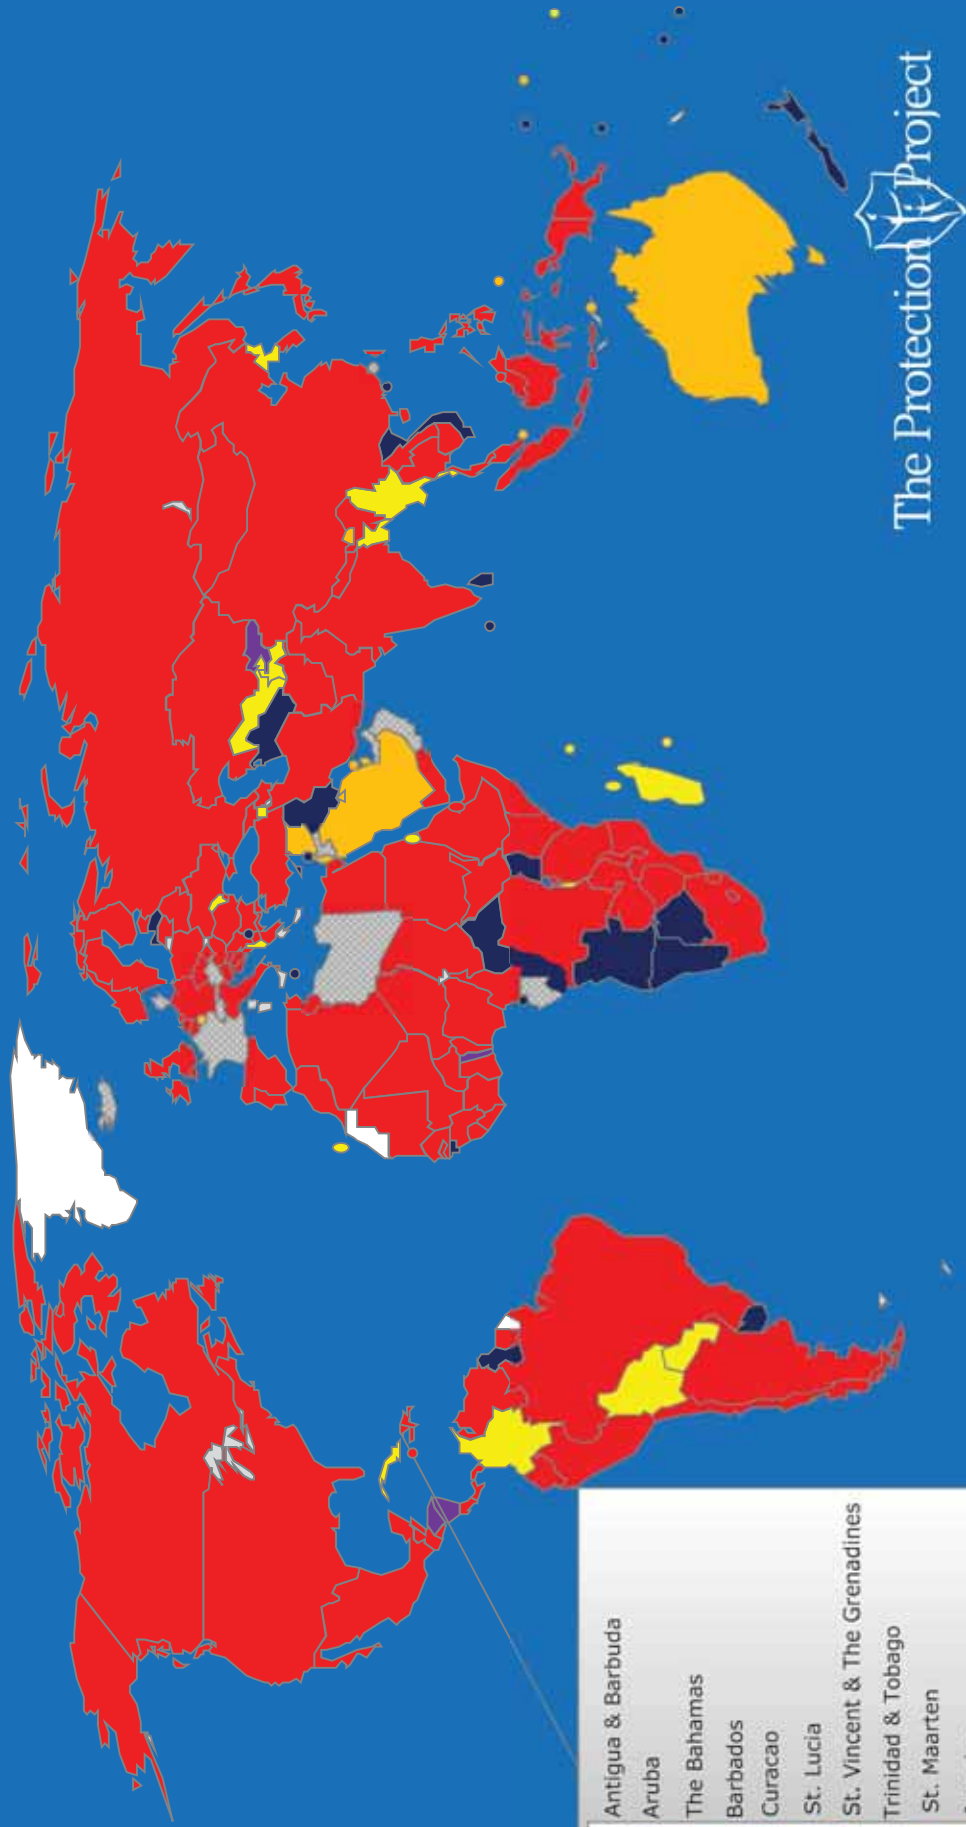 The Protection Project
Antigua & Barbuda
Aruba
The Bahamas
Barbados
Curacao
St. Lucia
St. Vincent & The Grenadines
Trinidad & Tobago
St. Maarten